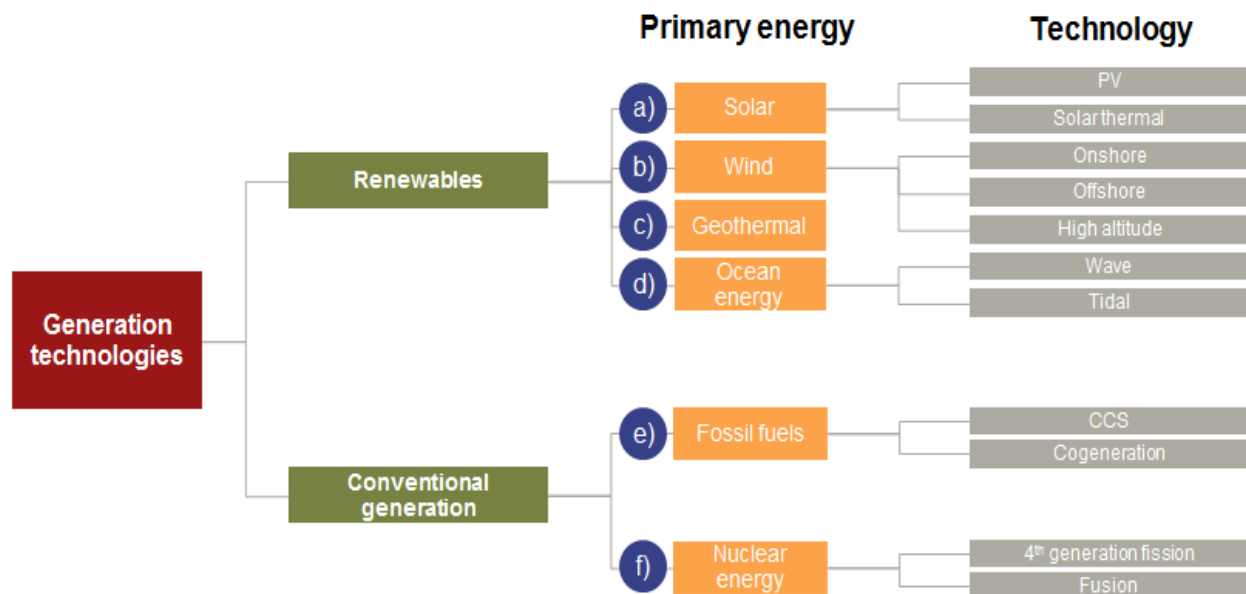 Primary energy
Technology
Generation
technologies
Renewables
a)
Solar
PV
Solar thermal
b)
Wind
Onshore
Offshore
High altitude
c)
Geothermal
d)
Ocean
energy
Wave
Tidal
Conventional
generation
e)
Fossil fuels
CCS
Cogeneration
f)
Nuclear
energy
4th generation fission
Fusion